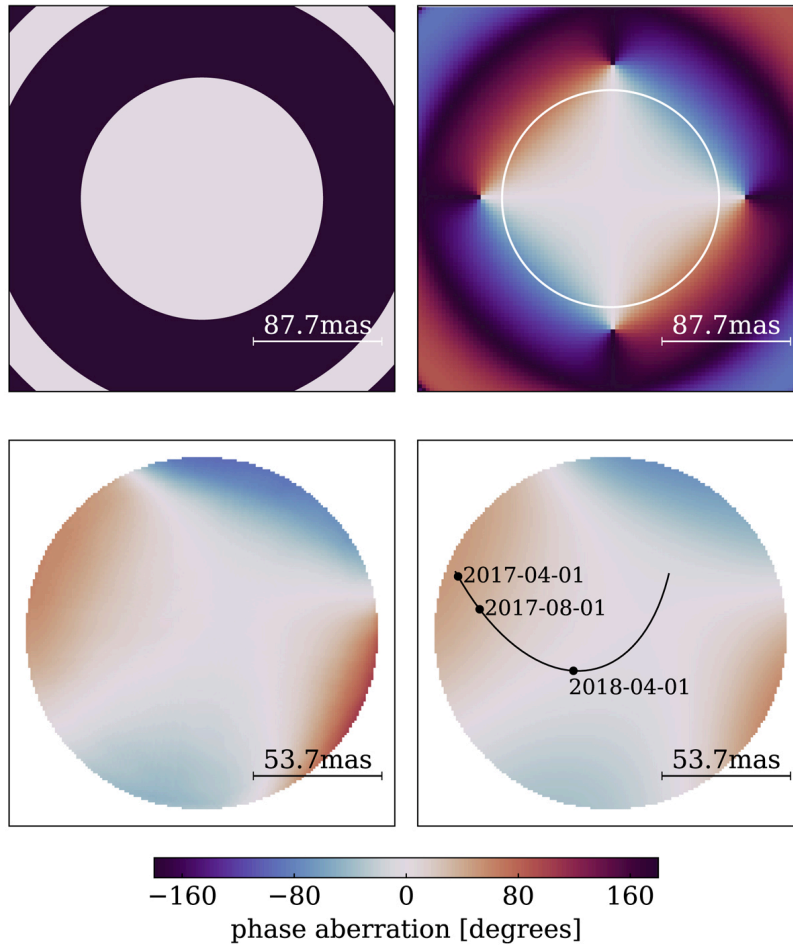 87.7mas
87.7mas
2017-04-01
2017-08-01
2018-04-01
53.7mas
53.7mas
−160 −80 0 80 160
phase aberration [degrees]